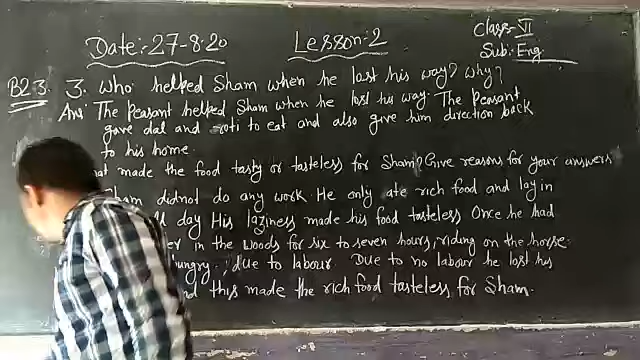 Date:-27-8-20 Lesson-2 Class-VI
Sub: Eng.
B2.3. 3. Who helped Sham when he lost his way? Why?
Ans: The Peasant helped Sham when he lost his way. The Peasant
gave dal and roti to eat and also give him direction back
to his home.
at made the food tasty or tasteless for Sham? Give reasons for your answers
Sham didnot do any work. He only ate rich food and lay in
day His laziness made his food tasteless Once he had
in the woods for six to seven hours, riding on the horse.
hungry, due to labour. Due to no labour he lost his
nd this made the rich food tasteless for Sham.